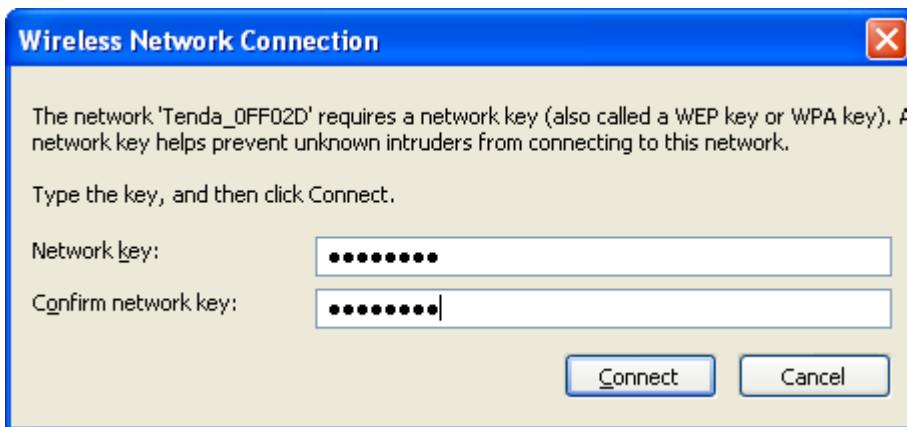 Wireless Network Connection
The network 'Tenda_0FF02D' requires a network key (also called a WEP key or WPA key). A
network key helps prevent unknown intruders from connecting to this network.
Type the key, and then click Connect.
Network key: ••••••••
Confirm network key: ••••••••
Connect Cancel